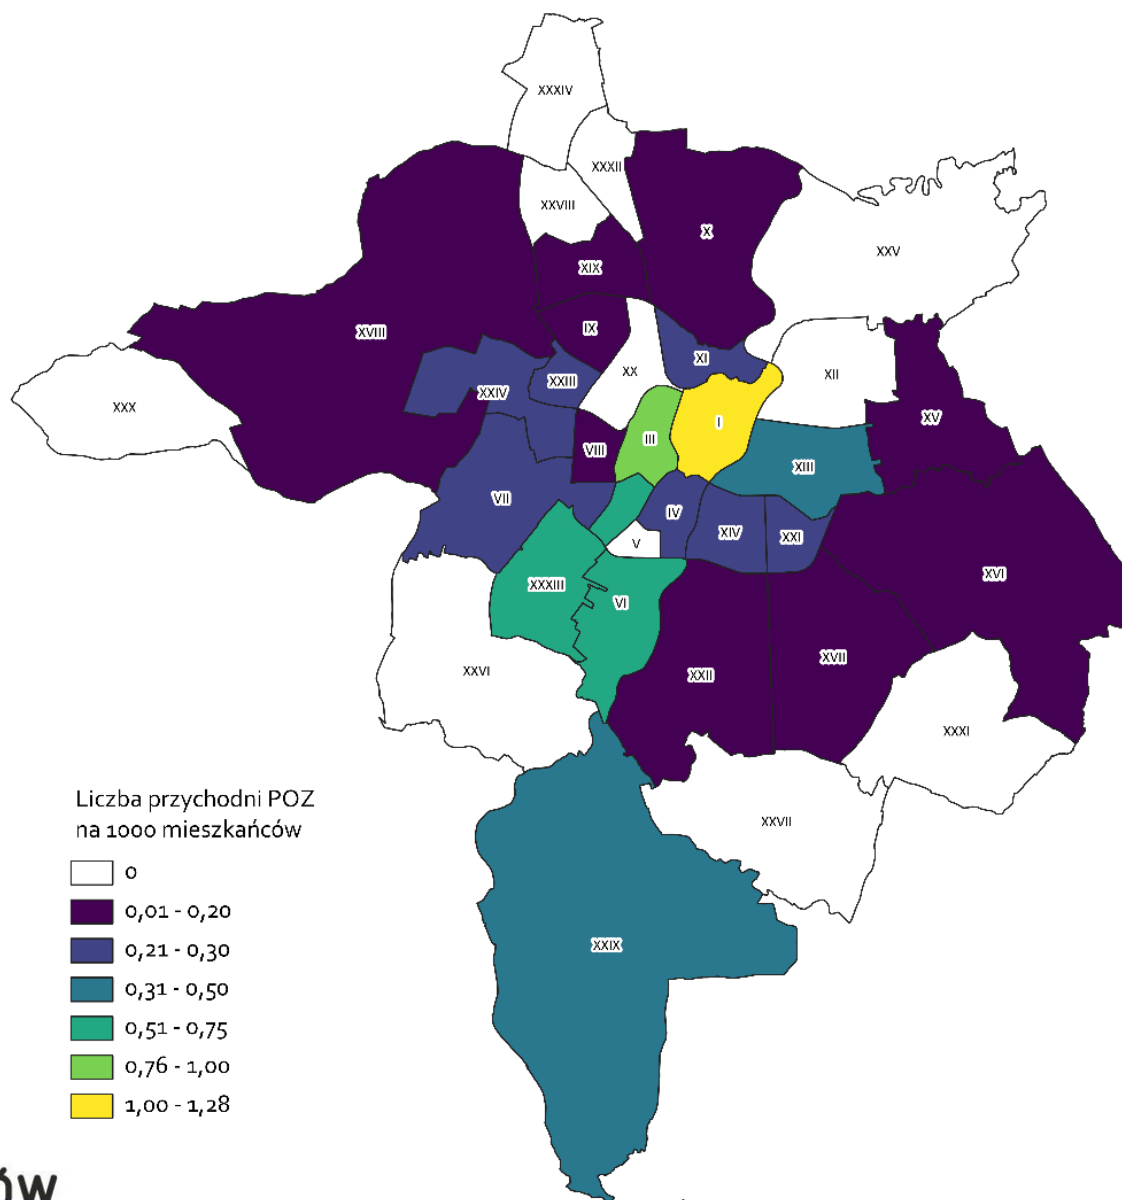 XXXIV
XXXII
XXVIII
X
XXV
XIX
IX
XVIII
XI
XX
XII
XXIII
XXIV
XXX
XV
I
III
VIII
XIII
VII
IV
XIV
XXI
V
XVI
XXXIII
VI
XVII
XXVI
XXII
XXXI
Liczba przychodni POZ
na 1000 mieszkańców
XXVII
0
0,01 - 0,20
0,21 - 0,30
XXIX
0,31 - 0,50
0,51 - 0,75
0,76 - 1,00
1,00 - 1,28
ÓW